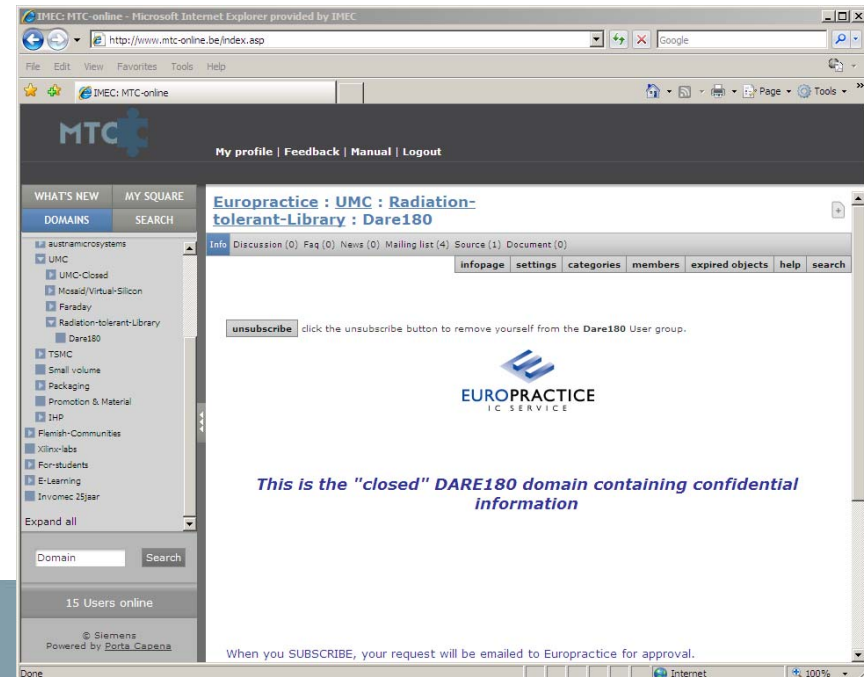 IMEC: MTC-online - Microsoft Internet Explorer provided by IMEC
http://www.mtc-online.be/index.asp
Google
File Edit View Favorites Tools Help
IMEC: MTC-online
Page Tools
MTC
My profile | Feedback | Manual | Logout
WHAT'S NEW MY SQUARE
DOMAINS SEARCH
austriamicrosystems
UMC
UMC-Closed
Mosaid/Virtual-Silicon
Faraday
Radiation-tolerant-Library
Dare180
TSMC
Small volume
Packaging
Promotion & Material
IHP
Flemish-Communities
Xilinx-labs
For-students
E-Learning
Invomec 25jaar
Expand all
Domain Search
15 Users online
© Siemens
Powered by Porta Capena
Europractice : UMC : Radiation-
tolerant-Library : Dare180
Info Discussion (0) Faq (0) News (0) Mailing list (4) Source (1) Document (0)
infopage settings categories members expired objects help search
unsubscribe click the unsubscribe button to remove yourself from the Dare180 User group.
EUROPRACTICE
IC SERVICE
This is the "closed" DARE180 domain containing confidential
information
When you SUBSCRIBE, your request will be emailed to Europractice for approval.
Done Internet 100%